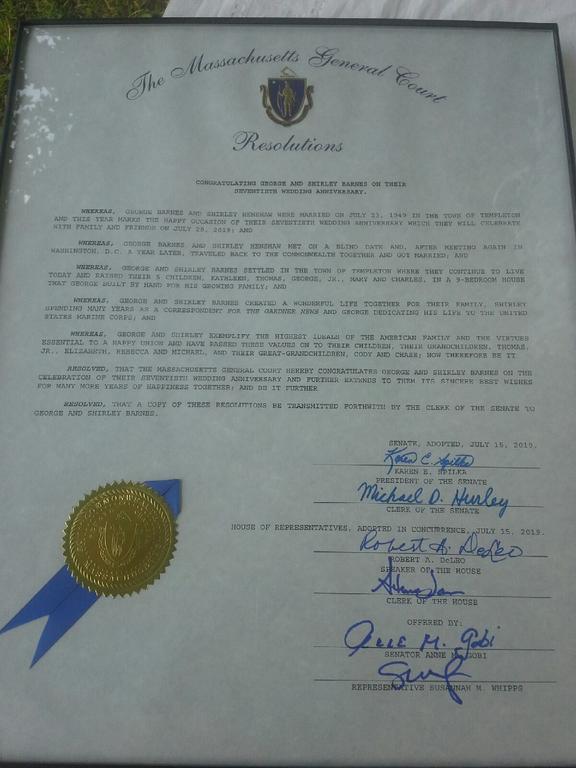 The Massachusetts General Court
Resolutions
CONGRATULATING GEORGE AND SHIRLEY BARNES ON THEIR
SEVENTIETH WEDDING ANNIVERSARY.
WHEREAS, GEORGE BARNES AND SHIRLEY HENSHAW WERE MARRIED ON JULY 23, 1949 IN THE TOWN OF TEMPLETON
AND THIS YEAR MARKS THE HAPPY OCCASION OF THEIR SEVENTIETH WEDDING ANNIVERSARY WHICH THEY WILL CELEBRATE
WITH FAMILY AND FRIENDS ON JULY 28, 2019; AND
WHEREAS, GEORGE BARNES AND SHIRLEY HENSHAW MET ON A BLIND DATE AND, AFTER MEETING AGAIN IN
WASHINGTON, D.C. A YEAR LATER, TRAVELED BACK TO THE COMMONWEALTH TOGETHER AND GOT MARRIED; AND
WHEREAS, GEORGE AND SHIRLEY BARNES SETTLED IN THE TOWN OF TEMPLETON WHERE THEY CONTINUE TO LIVE
TODAY AND RAISED THEIR 5 CHILDREN, KATHLEEN, THOMAS, GEORGE, JR., MARY AND CHARLES, IN A 9-BEDROOM HOUSE
THAT GEORGE BUILT BY HAND FOR HIS GROWING FAMILY; AND
WHEREAS, GEORGE AND SHIRLEY BARNES CREATED A WONDERFUL LIFE TOGETHER FOR THEIR FAMILY, SHIRLEY
SPENDING MANY YEARS AS A CORRESPONDENT FOR THE GARDNER NEWS AND GEORGE DEDICATING HIS LIFE TO THE UNITED
STATES MARINE CORPS; AND
WHEREAS, GEORGE AND SHIRLEY EXEMPLIFY THE HIGHEST IDEALS OF THE AMERICAN FAMILY AND THE VIRTUES
ESSENTIAL TO A HAPPY UNION AND HAVE PASSED THESE VALUES ON TO THEIR CHILDREN, THEIR GRANDCHILDREN, THOMAS,
JR., ELIZABETH, REBECCA AND MICHAEL, AND THEIR GREAT-GRANDCHILDREN, CODY AND CHASE; NOW THEREFORE BE IT
RESOLVED, THAT THE MASSACHUSETTS GENERAL COURT HEREBY CONGRATULATES GEORGE AND SHIRLEY BARNES ON THE
CELEBRATION OF THEIR SEVENTIETH WEDDING ANNIVERSARY AND FURTHER EXTENDS TO THEM ITS SINCERE BEST WISHES
FOR MANY MORE YEARS OF HAPPINESS TOGETHER; AND BE IT FURTHER
RESOLVED, THAT A COPY OF THESE RESOLUTIONS BE TRANSMITTED FORTHWITH BY THE CLERK OF THE SENATE TO
GEORGE AND SHIRLEY BARNES.
SENATE, ADOPTED, JULY 15, 2019.
Karen E. Spilka
KAREN E. SPILKA
PRESIDENT OF THE SENATE
Michael D. Hurley
CLERK OF THE SENATE
HOUSE OF REPRESENTATIVES, ADOPTED IN CONCURRENCE, JULY 15, 2019.
Robert A. DeLeo
ROBERT A. DeLEO
SPEAKER OF THE HOUSE
CLERK OF THE HOUSE
OFFERED BY:
Anne M. Gobi
SENATOR ANNE M. GOBI
REPRESENTATIVE SUSANNAH M. WHIPPS